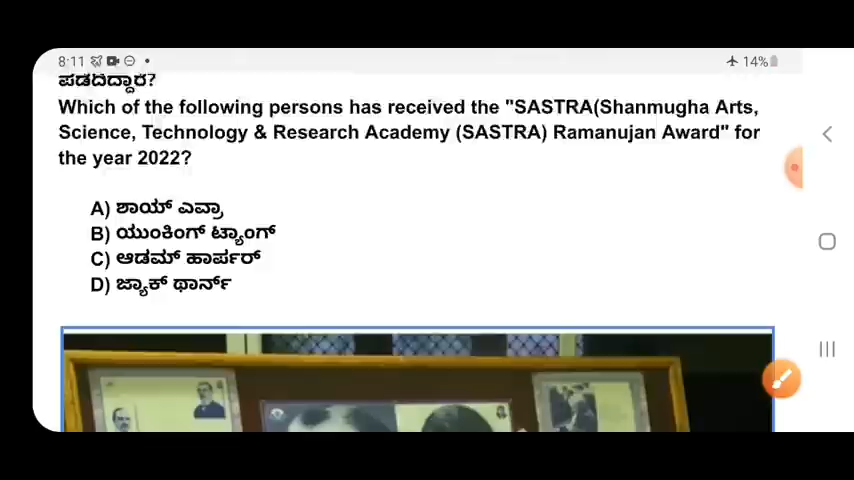 8:11
14%
ಪಡೆದಿದ್ದಾರೆ?
Which of the following persons has received the "SASTRA(Shanmugha Arts,
Science, Technology & Research Academy (SASTRA) Ramanujan Award" for
the year 2022?
A) ಶಾಯ್ ಎವ್ರಾ
B) ಯುಂಕಿಂಗ್ ಟ್ಯಾಂಗ್
C) ಆಡಮ್ ಹಾರ್ಪರ್
D) ಜ್ಯಾಕ್ ಥಾರ್ನ್